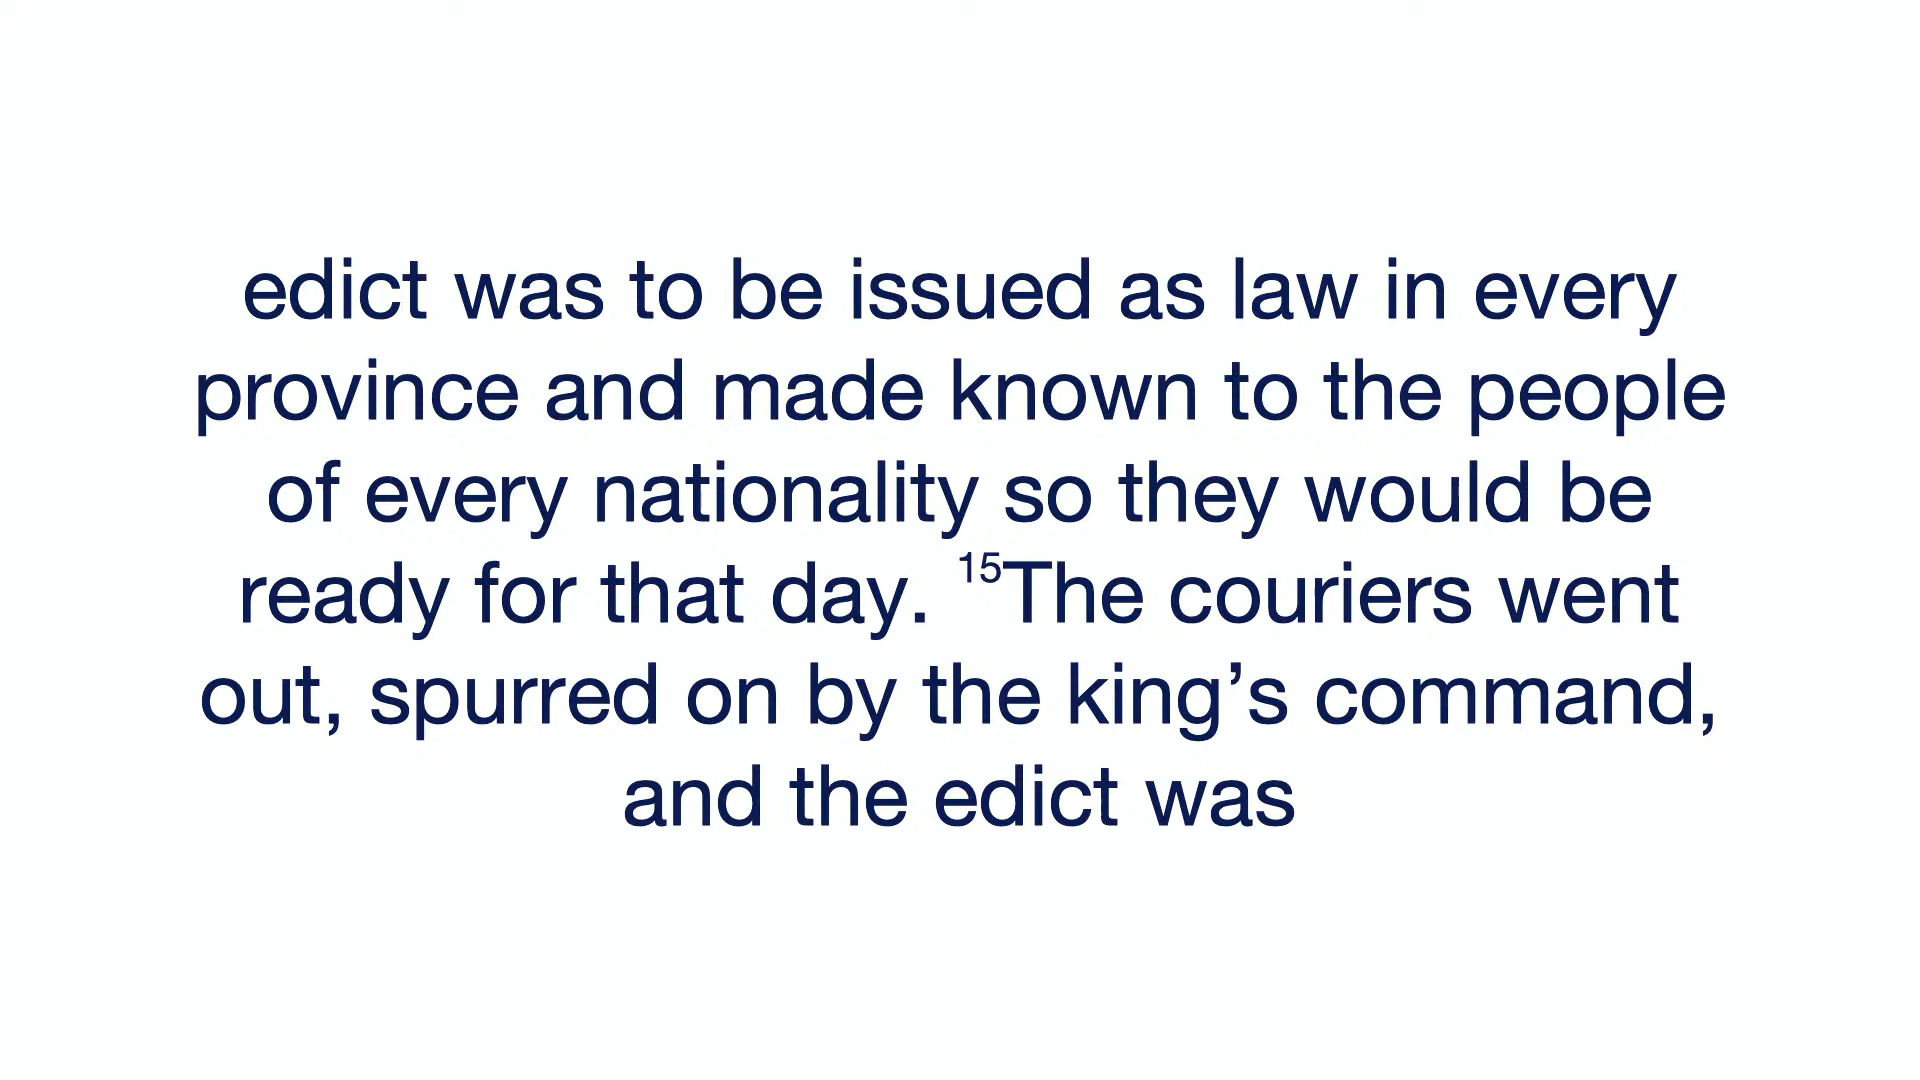 edict was to be issued as law in every
province and made known to the people
of every nationality so they would be
ready for that day. ¹⁵The couriers went
out, spurred on by the king’s command,
and the edict was